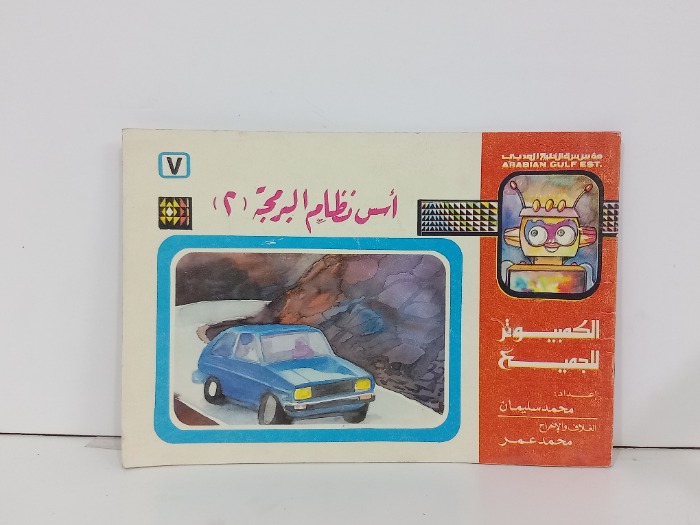 ٧
أسس نظام البرمجة (٢)
مؤسسة الخليج العربي
ARABIAN GULF EST.
الكمبيوتر
للجميع
إعداد:
محمد سليمان
الغلاف والإخراج
محمد عمر